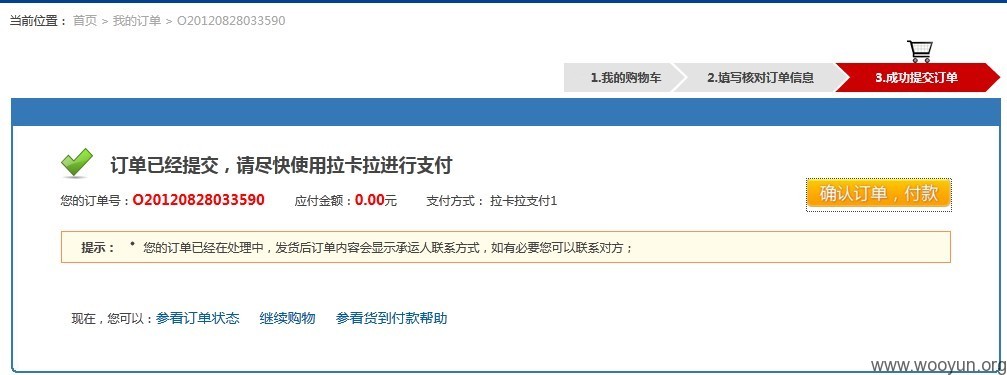 当前位置： 首页 > 我的订单 > O20120828033590
1.我的购物车 2.填写核对订单信息 3.成功提交订单
订单已经提交，请尽快使用拉卡拉进行支付
您的订单号：O20120828033590 应付金额：0.00元 支付方式： 拉卡拉支付1
确认订单，付款
提示： • 您的订单已经在处理中，发货后订单内容会显示承运人联系方式，如有必要您可以联系对方；
现在，您可以：参看订单状态 继续购物 参看货到付款帮助
www.wooyun.org